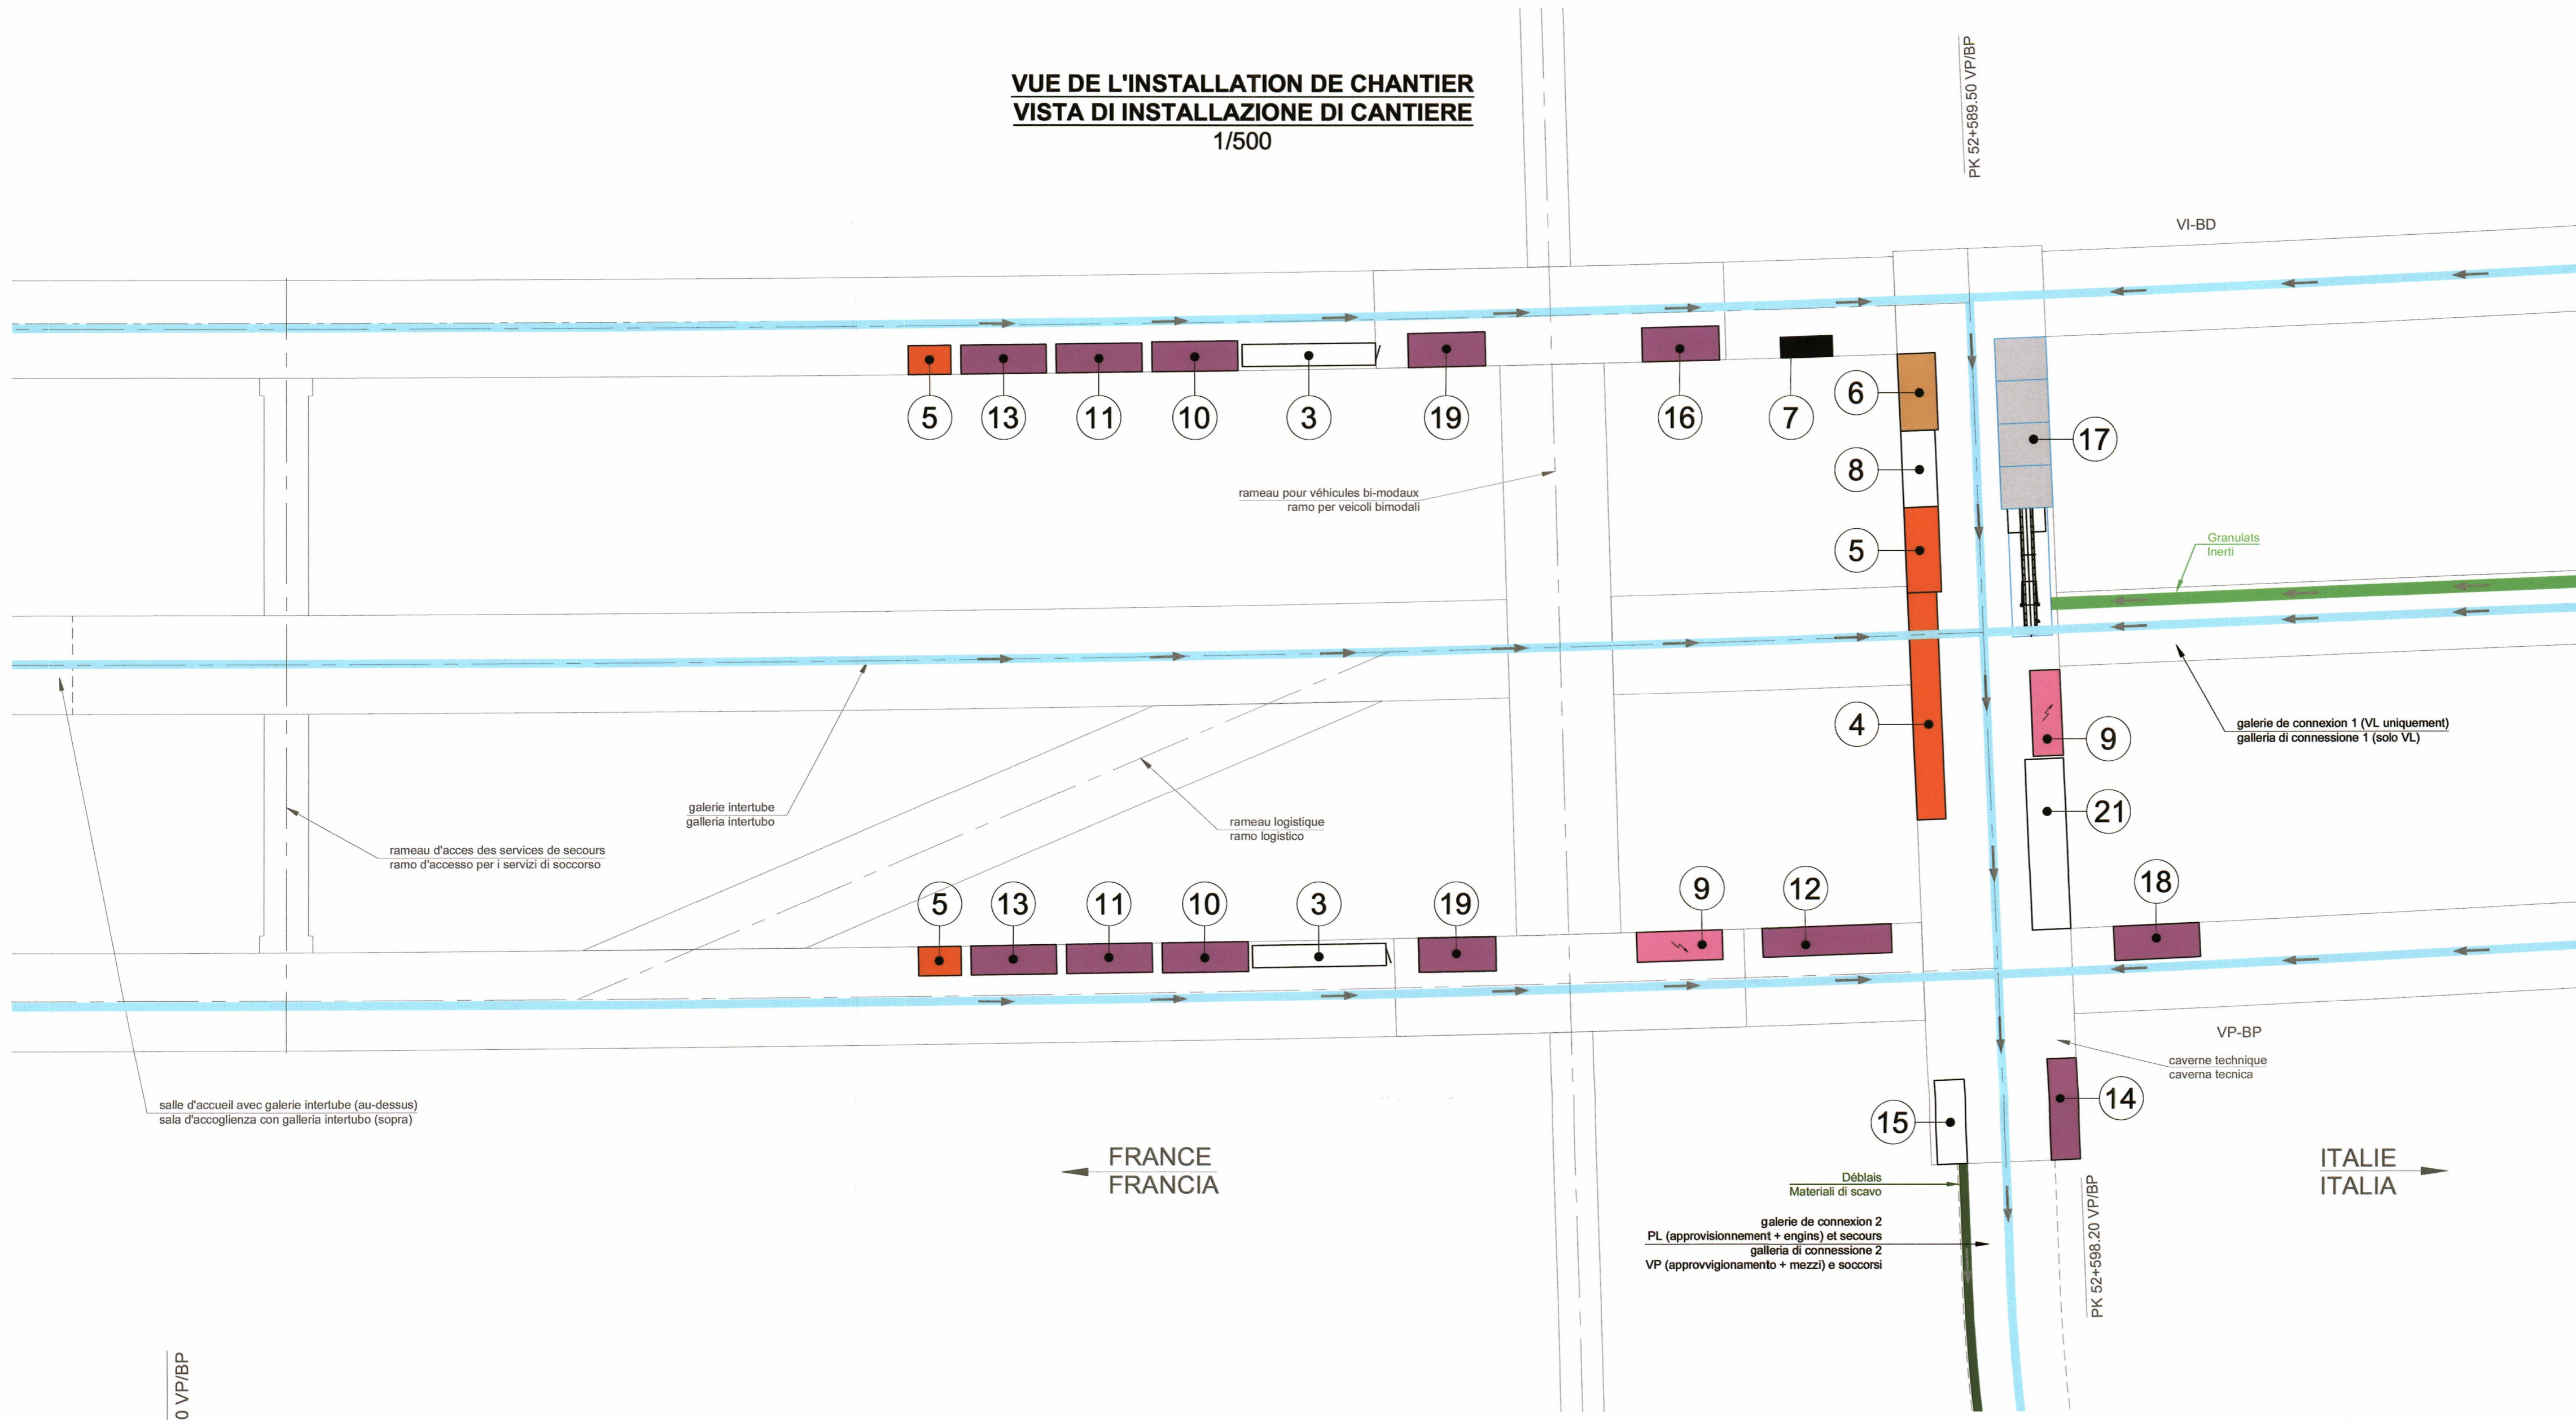 VUE DE L'INSTALLATION DE CHANTIER
VISTA DI INSTALLAZIONE DI CANTIERE
1/500
PK 52+589.50 VP/BP
VI-BD
5
13
11
10
3
19
16
7
6
8
5
4
17
rameau pour véhicules bi-modaux
ramo per veicoli bimodali
Granulats
Inerti
galerie de connexion 1 (VL uniquement)
galleria di connessione 1 (solo VL)
9
21
galerie intertube
galleria intertubo
rameau logistique
ramo logistico
rameau d'acces des services de secours
ramo d'accesso per i servizi di soccorso
5
13
11
10
3
19
9
12
18
VP-BP
caverne technique
caverna tecnica
14
15
salle d'accueil avec galerie intertube (au-dessus)
sala d'accoglienza con galleria intertubo (sopra)
FRANCE
FRANCIA
ITALIE
ITALIA
Déblais
Materiali di scavo
galerie de connexion 2
PL (approvisionnement + engins) et secours
galleria di connessione 2
VP (approvvigionamento + mezzi) e soccorsi
PK 52+598.20 VP/BP
0 VP/BP